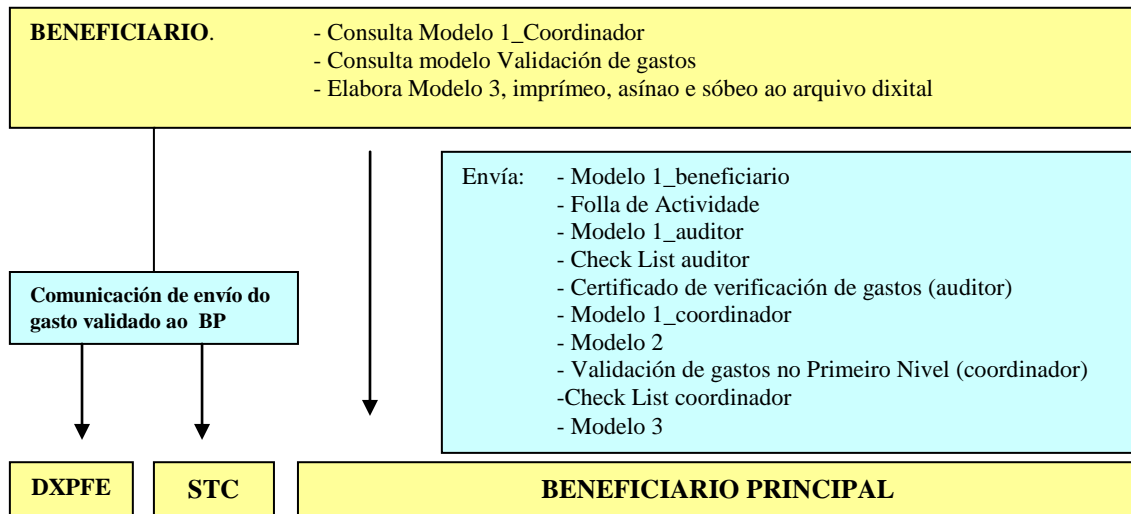 BENEFICIARIO.
- Consulta Modelo 1_Coordinador
- Consulta modelo Validación de gastos
- Elabora Modelo 3, imprímeo, asínao e sóbeo ao arquivo dixital
Envía:
- Modelo 1_beneficiario
- Folla de Actividade
- Modelo 1_auditor
- Check List auditor
- Certificado de verificación de gastos (auditor)
- Modelo 1_coordinador
- Modelo 2
- Validación de gastos no Primeiro Nivel (coordinador)
-Check List coordinador
- Modelo 3
Comunicación de envío do
gasto validado ao BP
DXPFE
STC
BENEFICIARIO PRINCIPAL